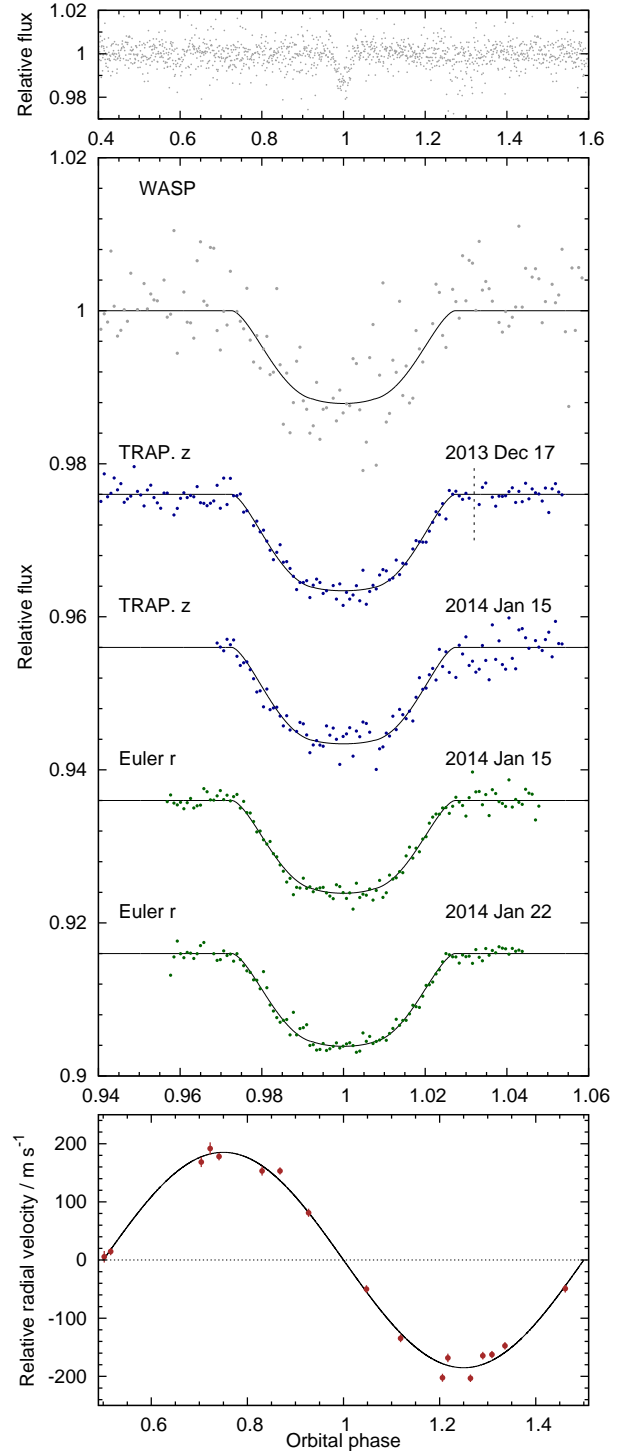 1.02
1
0.98
Relative flux
0.4 0.6 0.8 1 1.2 1.4 1.6
1.02
WASP
1
0.98
TRAP. z 2013 Dec 17
0.96
TRAP. z 2014 Jan 15
Relative flux
0.94
Euler r 2014 Jan 15
0.92
Euler r 2014 Jan 22
0.9
0.94 0.96 0.98 1 1.02 1.04 1.06
200
100
0
-100
-200
Relative radial velocity / m s⁻¹
0.6 0.8 1 1.2 1.4
Orbital phase